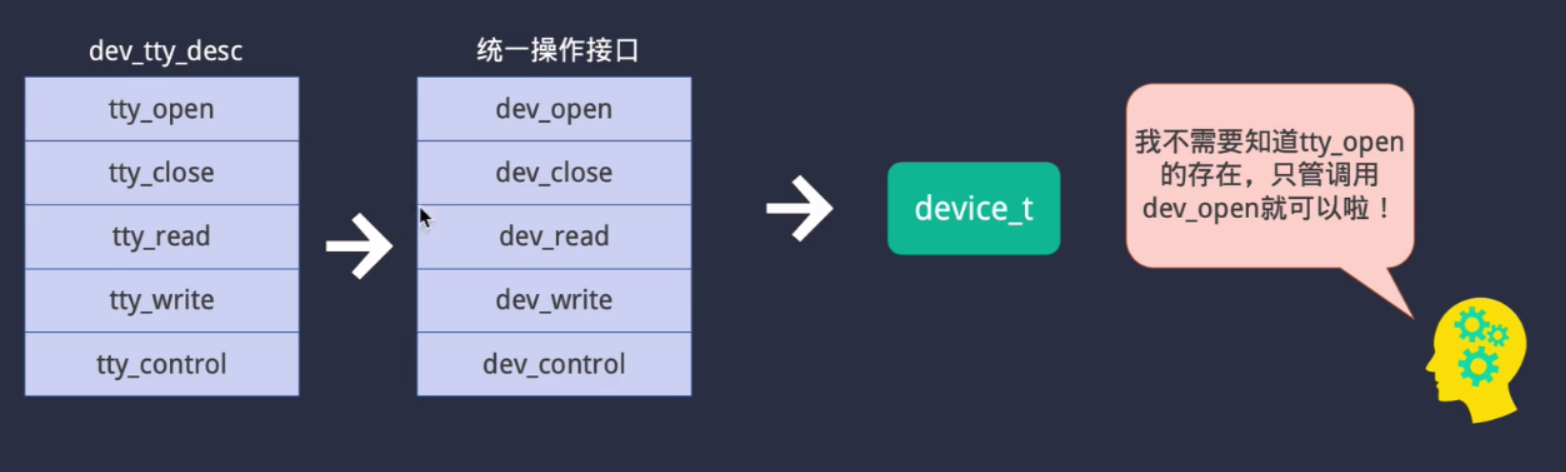 dev_tty_desc
tty_open
tty_close
tty_read
tty_write
tty_control
统一操作接口
dev_open
dev_close
dev_read
dev_write
dev_control
device_t
我不需要知道tty_open
的存在，只管调用
dev_open就可以啦！